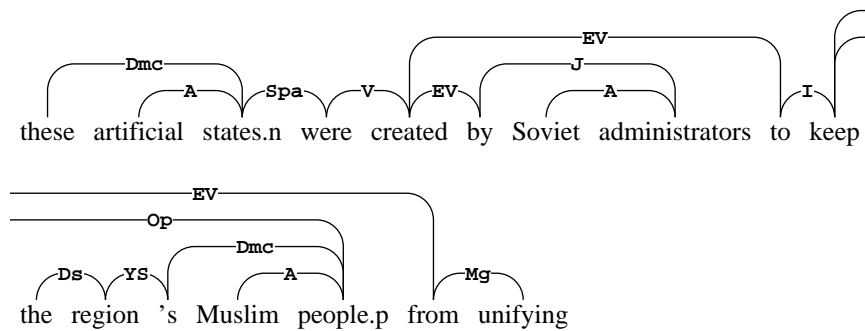 EV
Dmc J
A Spa V EV A I
these artificial states.n were created by Soviet administrators to keep
EV
Op
Dmc
Ds YS A Mg
the region ’s Muslim people.p from unifying